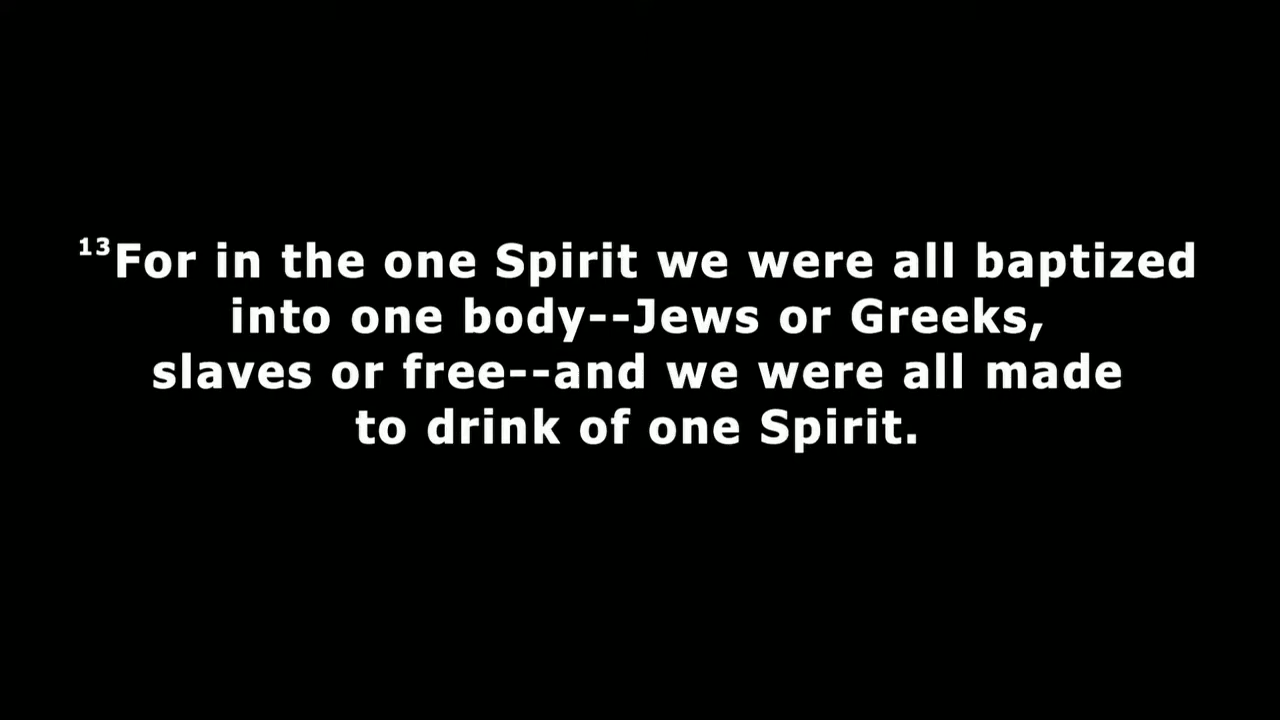 ¹³For in the one Spirit we were all baptized
into one body--Jews or Greeks,
slaves or free--and we were all made
to drink of one Spirit.